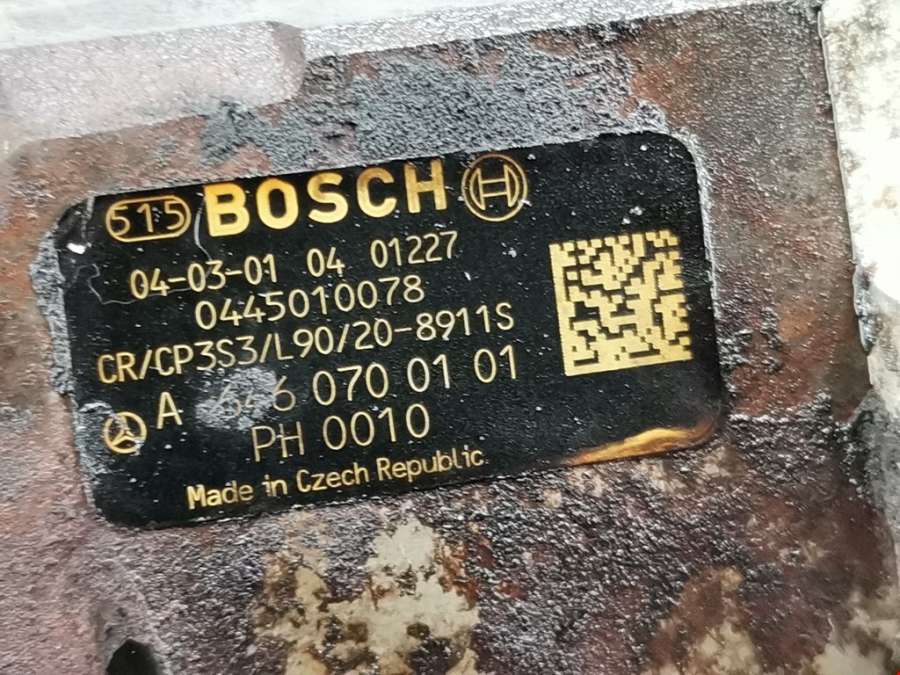 515 BOSCH
04-03-01 04 01227
0445010078
CR/CP3S3/L90/20-8911S
A 646 070 01 01
PH 0010
Made in Czech Republic